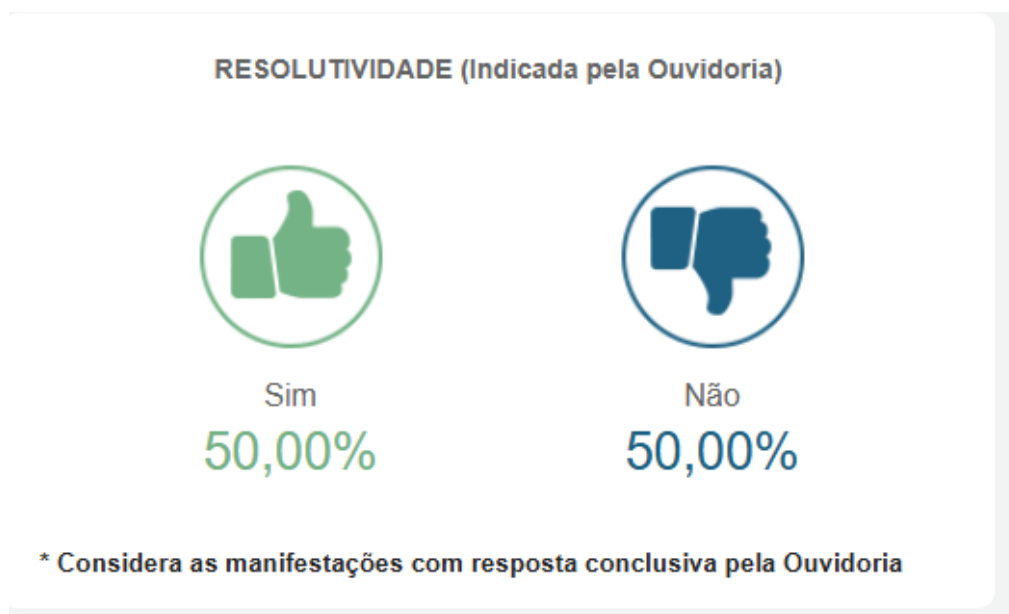 RESOLUTIVIDADE (Indicada pela Ouvidoria)
Sim Não
50,00% 50,00%
* Considera as manifestações com resposta conclusiva pela Ouvidoria